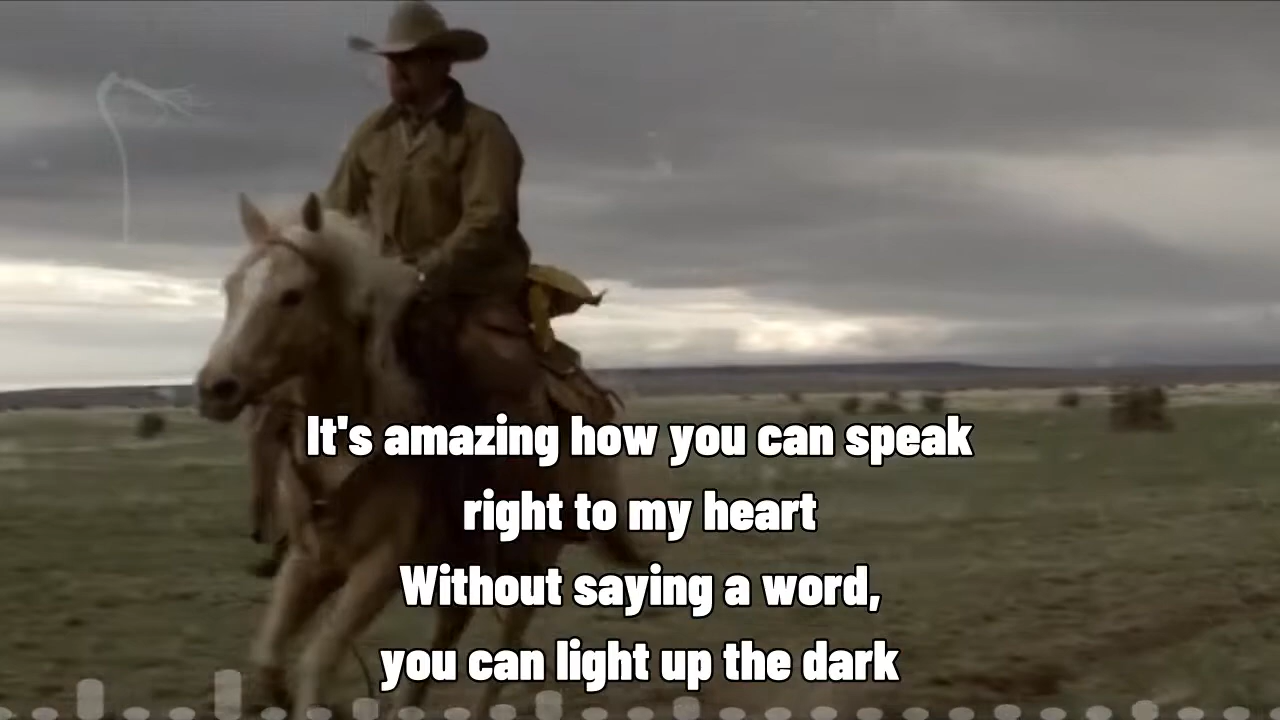 It's amazing how you can speak
right to my heart
Without saying a word,
you can light up the dark